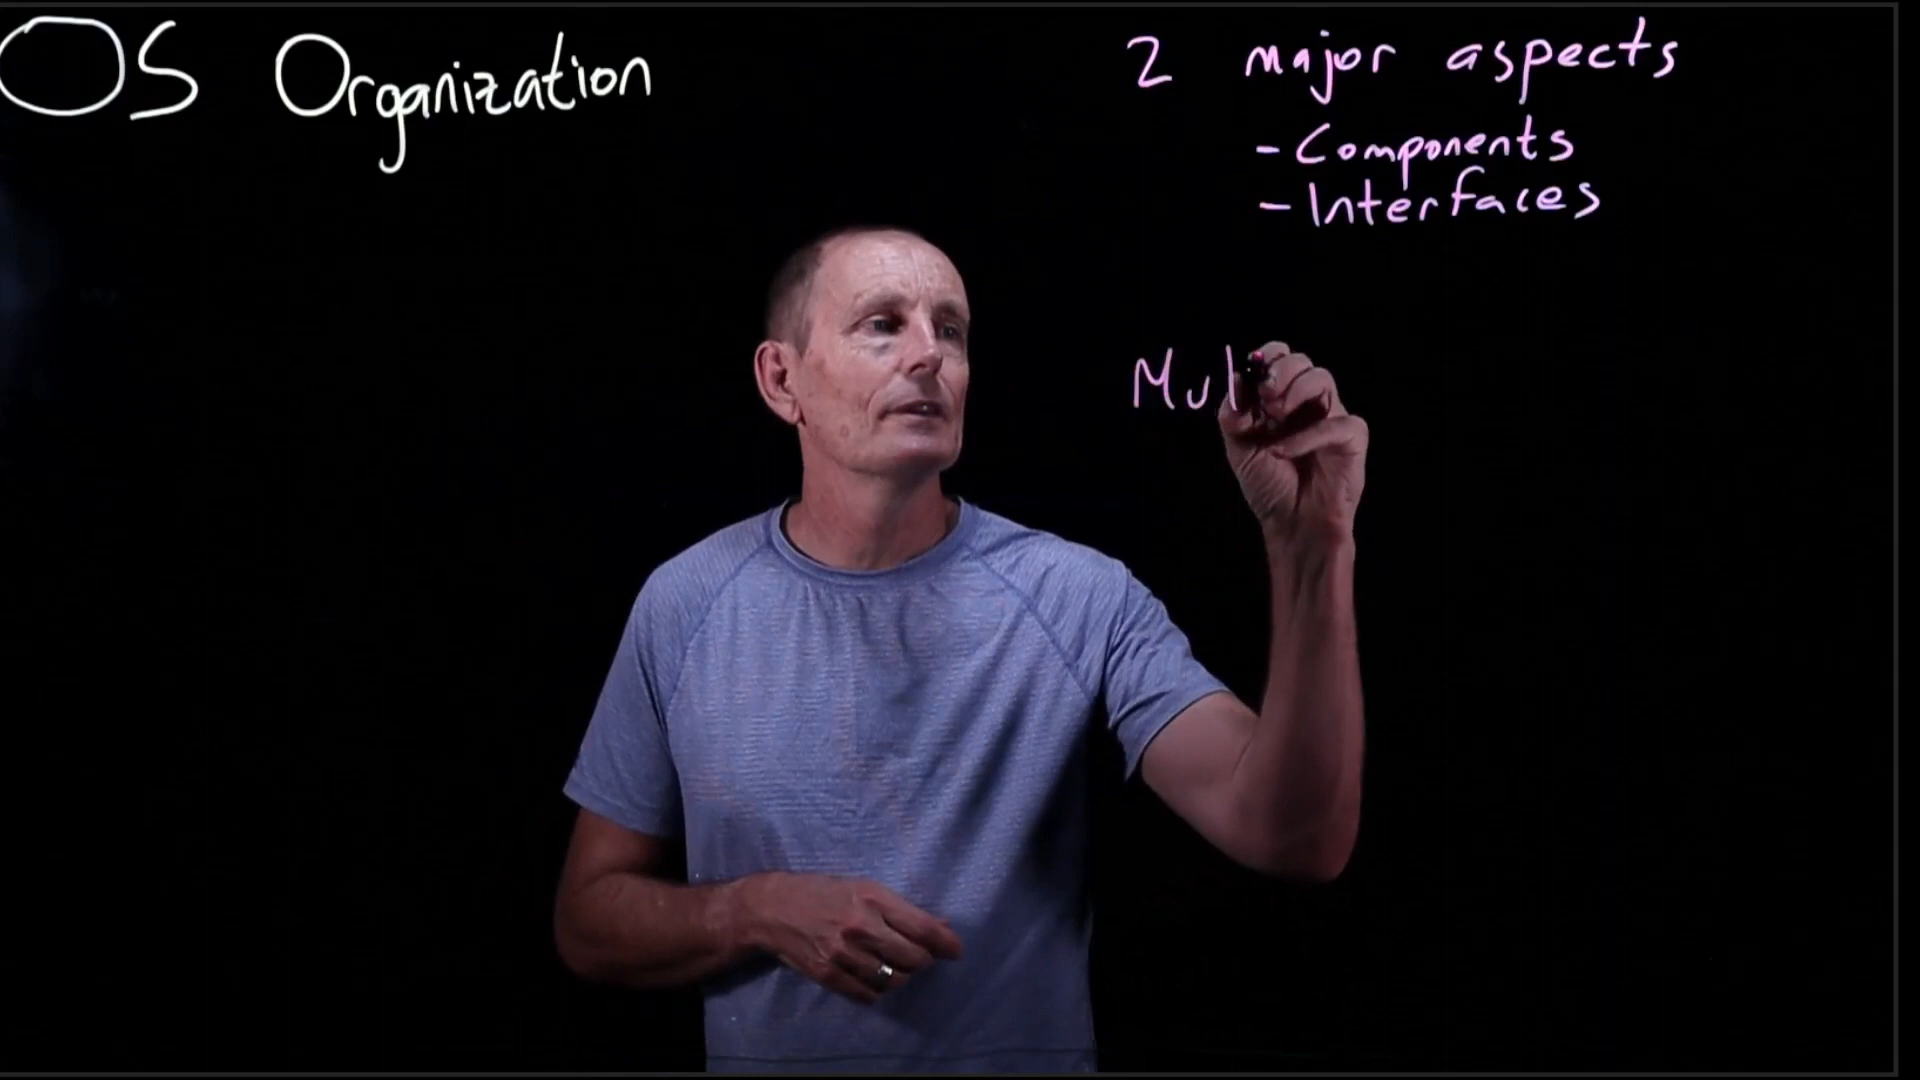 OS Organization
2 major aspects
- Components
- Interfaces
Mul